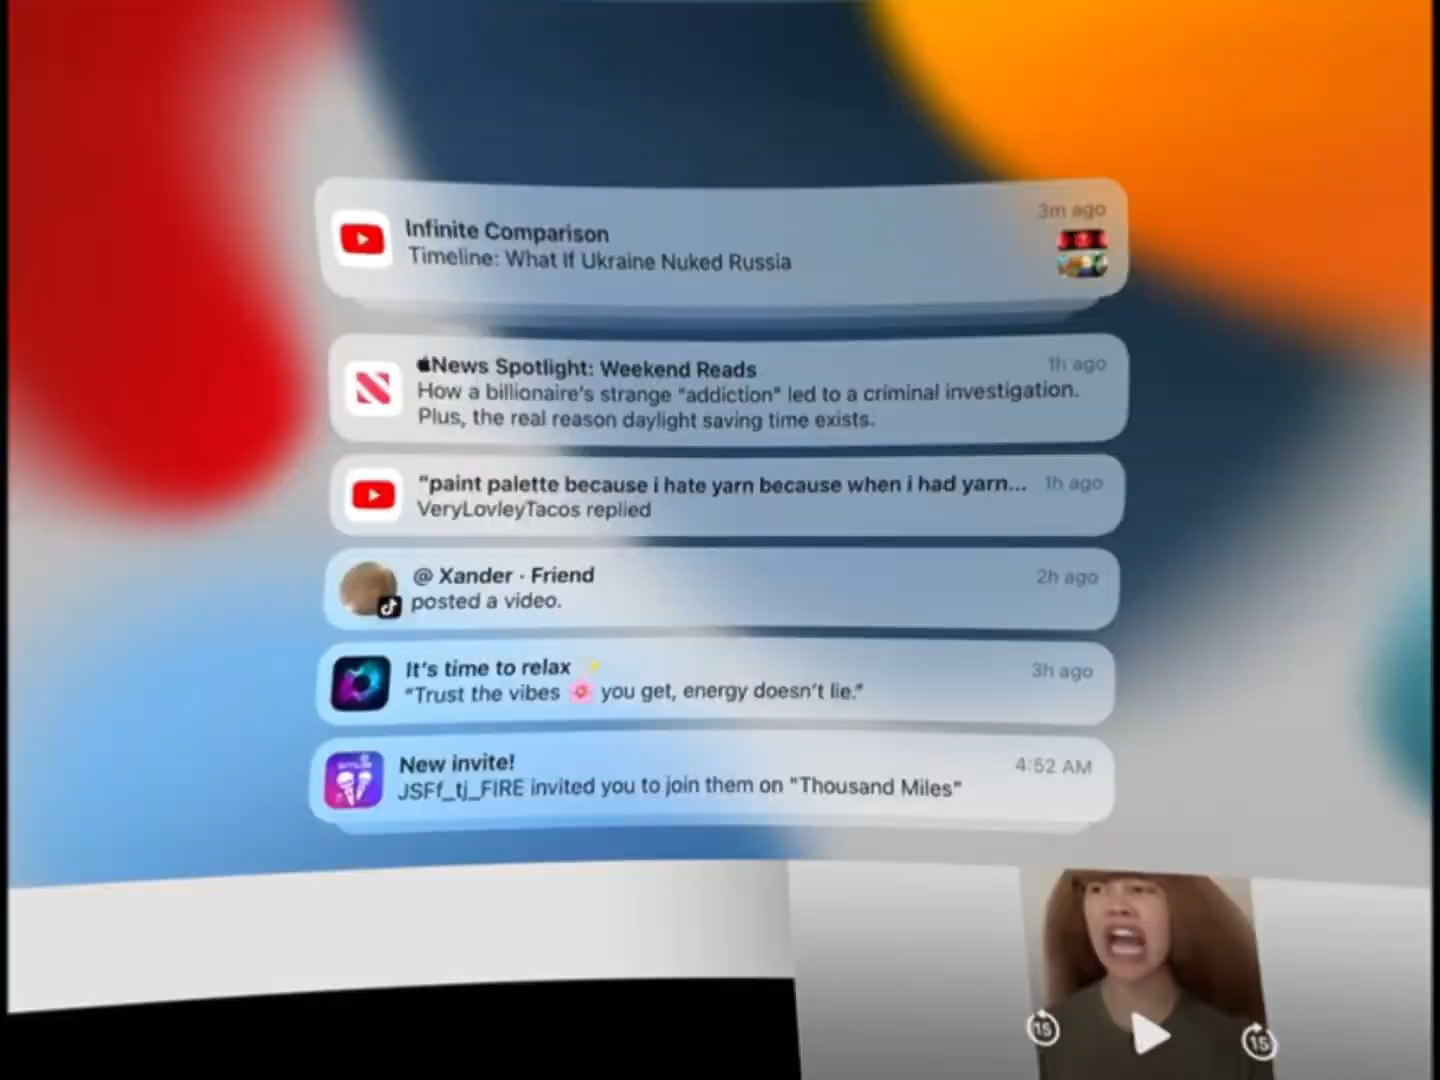 Infinite Comparison
3m ago
Timeline: What If Ukraine Nuked Russia
News Spotlight: Weekend Reads
1h ago
How a billionaire's strange "addiction" led to a criminal investigation.
Plus, the real reason daylight saving time exists.
"paint palette because i hate yarn because when i had yarn...
1h ago
VeryLovleyTacos replied
@ Xander · Friend
2h ago
posted a video.
It's time to relax ✨
3h ago
"Trust the vibes 🌸 you get, energy doesn't lie."
New invite!
4:52 AM
JSFf_tj_FIRE invited you to join them on "Thousand Miles"
15
15